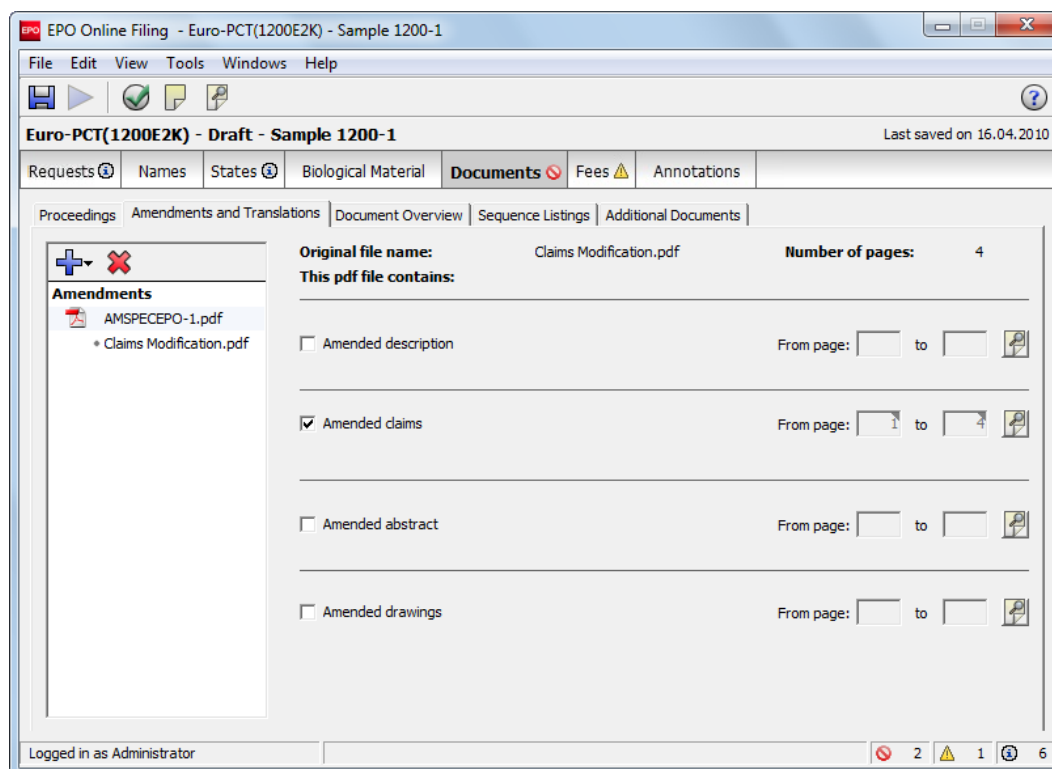 EPO EPO Online Filing - Euro-PCT(1200E2K) - Sample 1200-1
File Edit View Tools Windows Help
Euro-PCT(1200E2K) - Draft - Sample 1200-1 Last saved on 16.04.2010
Requests Names States Biological Material Documents Fees Annotations
Proceedings Amendments and Translations Document Overview Sequence Listings Additional Documents
Original file name: Claims Modification.pdf Number of pages: 4
This pdf file contains:
Amendments
AMSPECEPO-1.pdf
Claims Modification.pdf
Amended description From page: to
Amended claims From page: 1 to 4
Amended abstract From page: to
Amended drawings From page: to
Logged in as Administrator 2 1 6